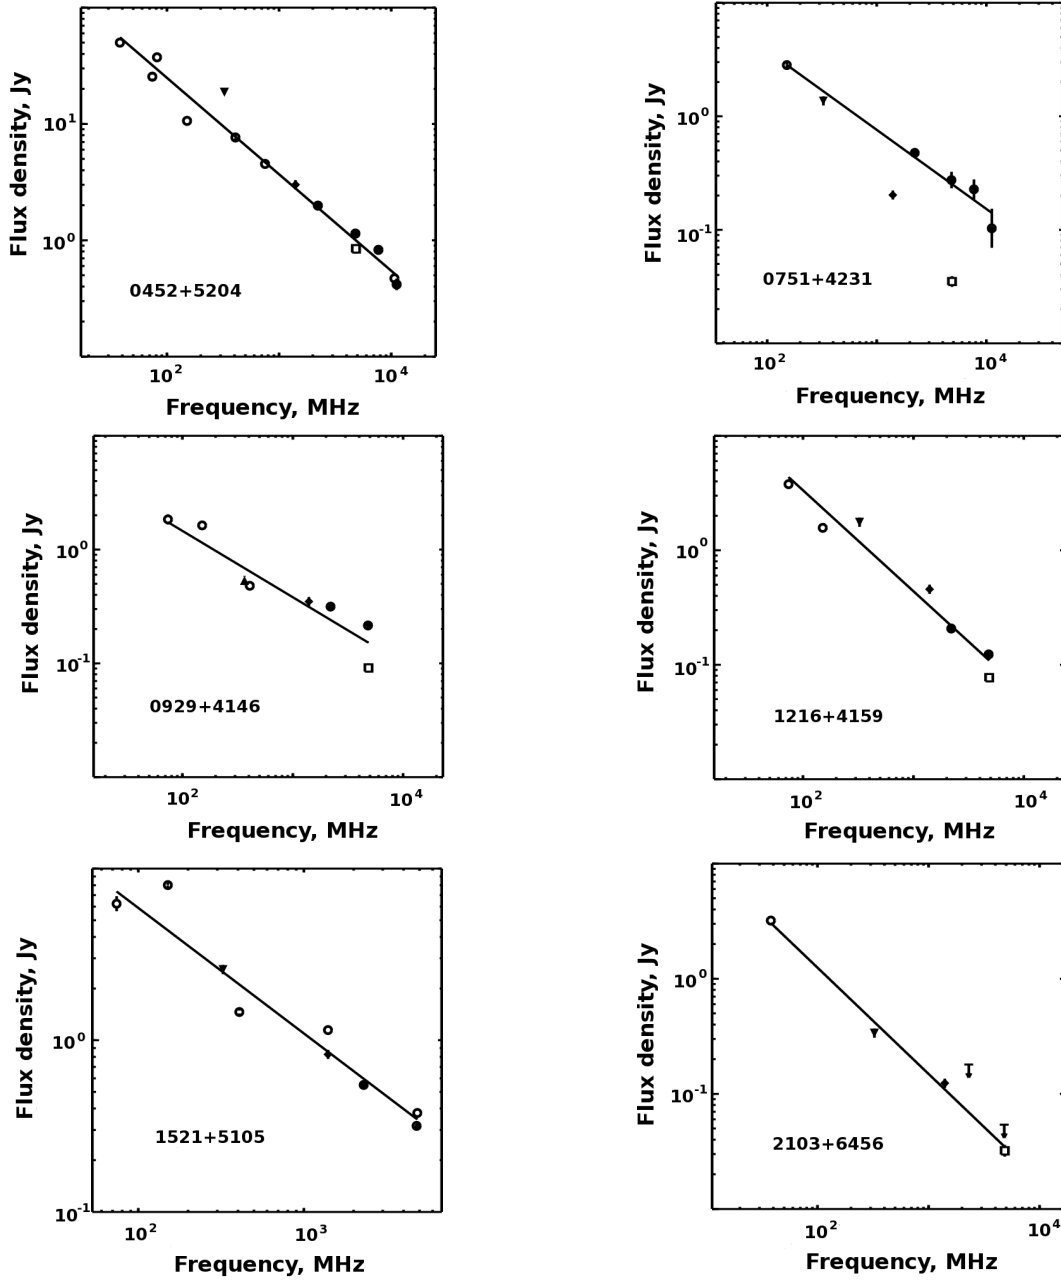 Flux density, Jy
10¹
10⁰
0452+5204
10² 10⁴
Frequency, MHz
Flux density, Jy
10⁰
10⁻¹
0751+4231
10² 10⁴
Frequency, MHz
Flux density, Jy
10⁰
10⁻¹
0929+4146
10² 10⁴
Frequency, MHz
Flux density, Jy
10⁰
10⁻¹
1216+4159
10² 10⁴
Frequency, MHz
Flux density, Jy
10⁰
1521+5105
10⁻¹
10² 10³
Frequency, MHz
Flux density, Jy
10⁰
10⁻¹
2103+6456
10² 10⁴
Frequency, MHz